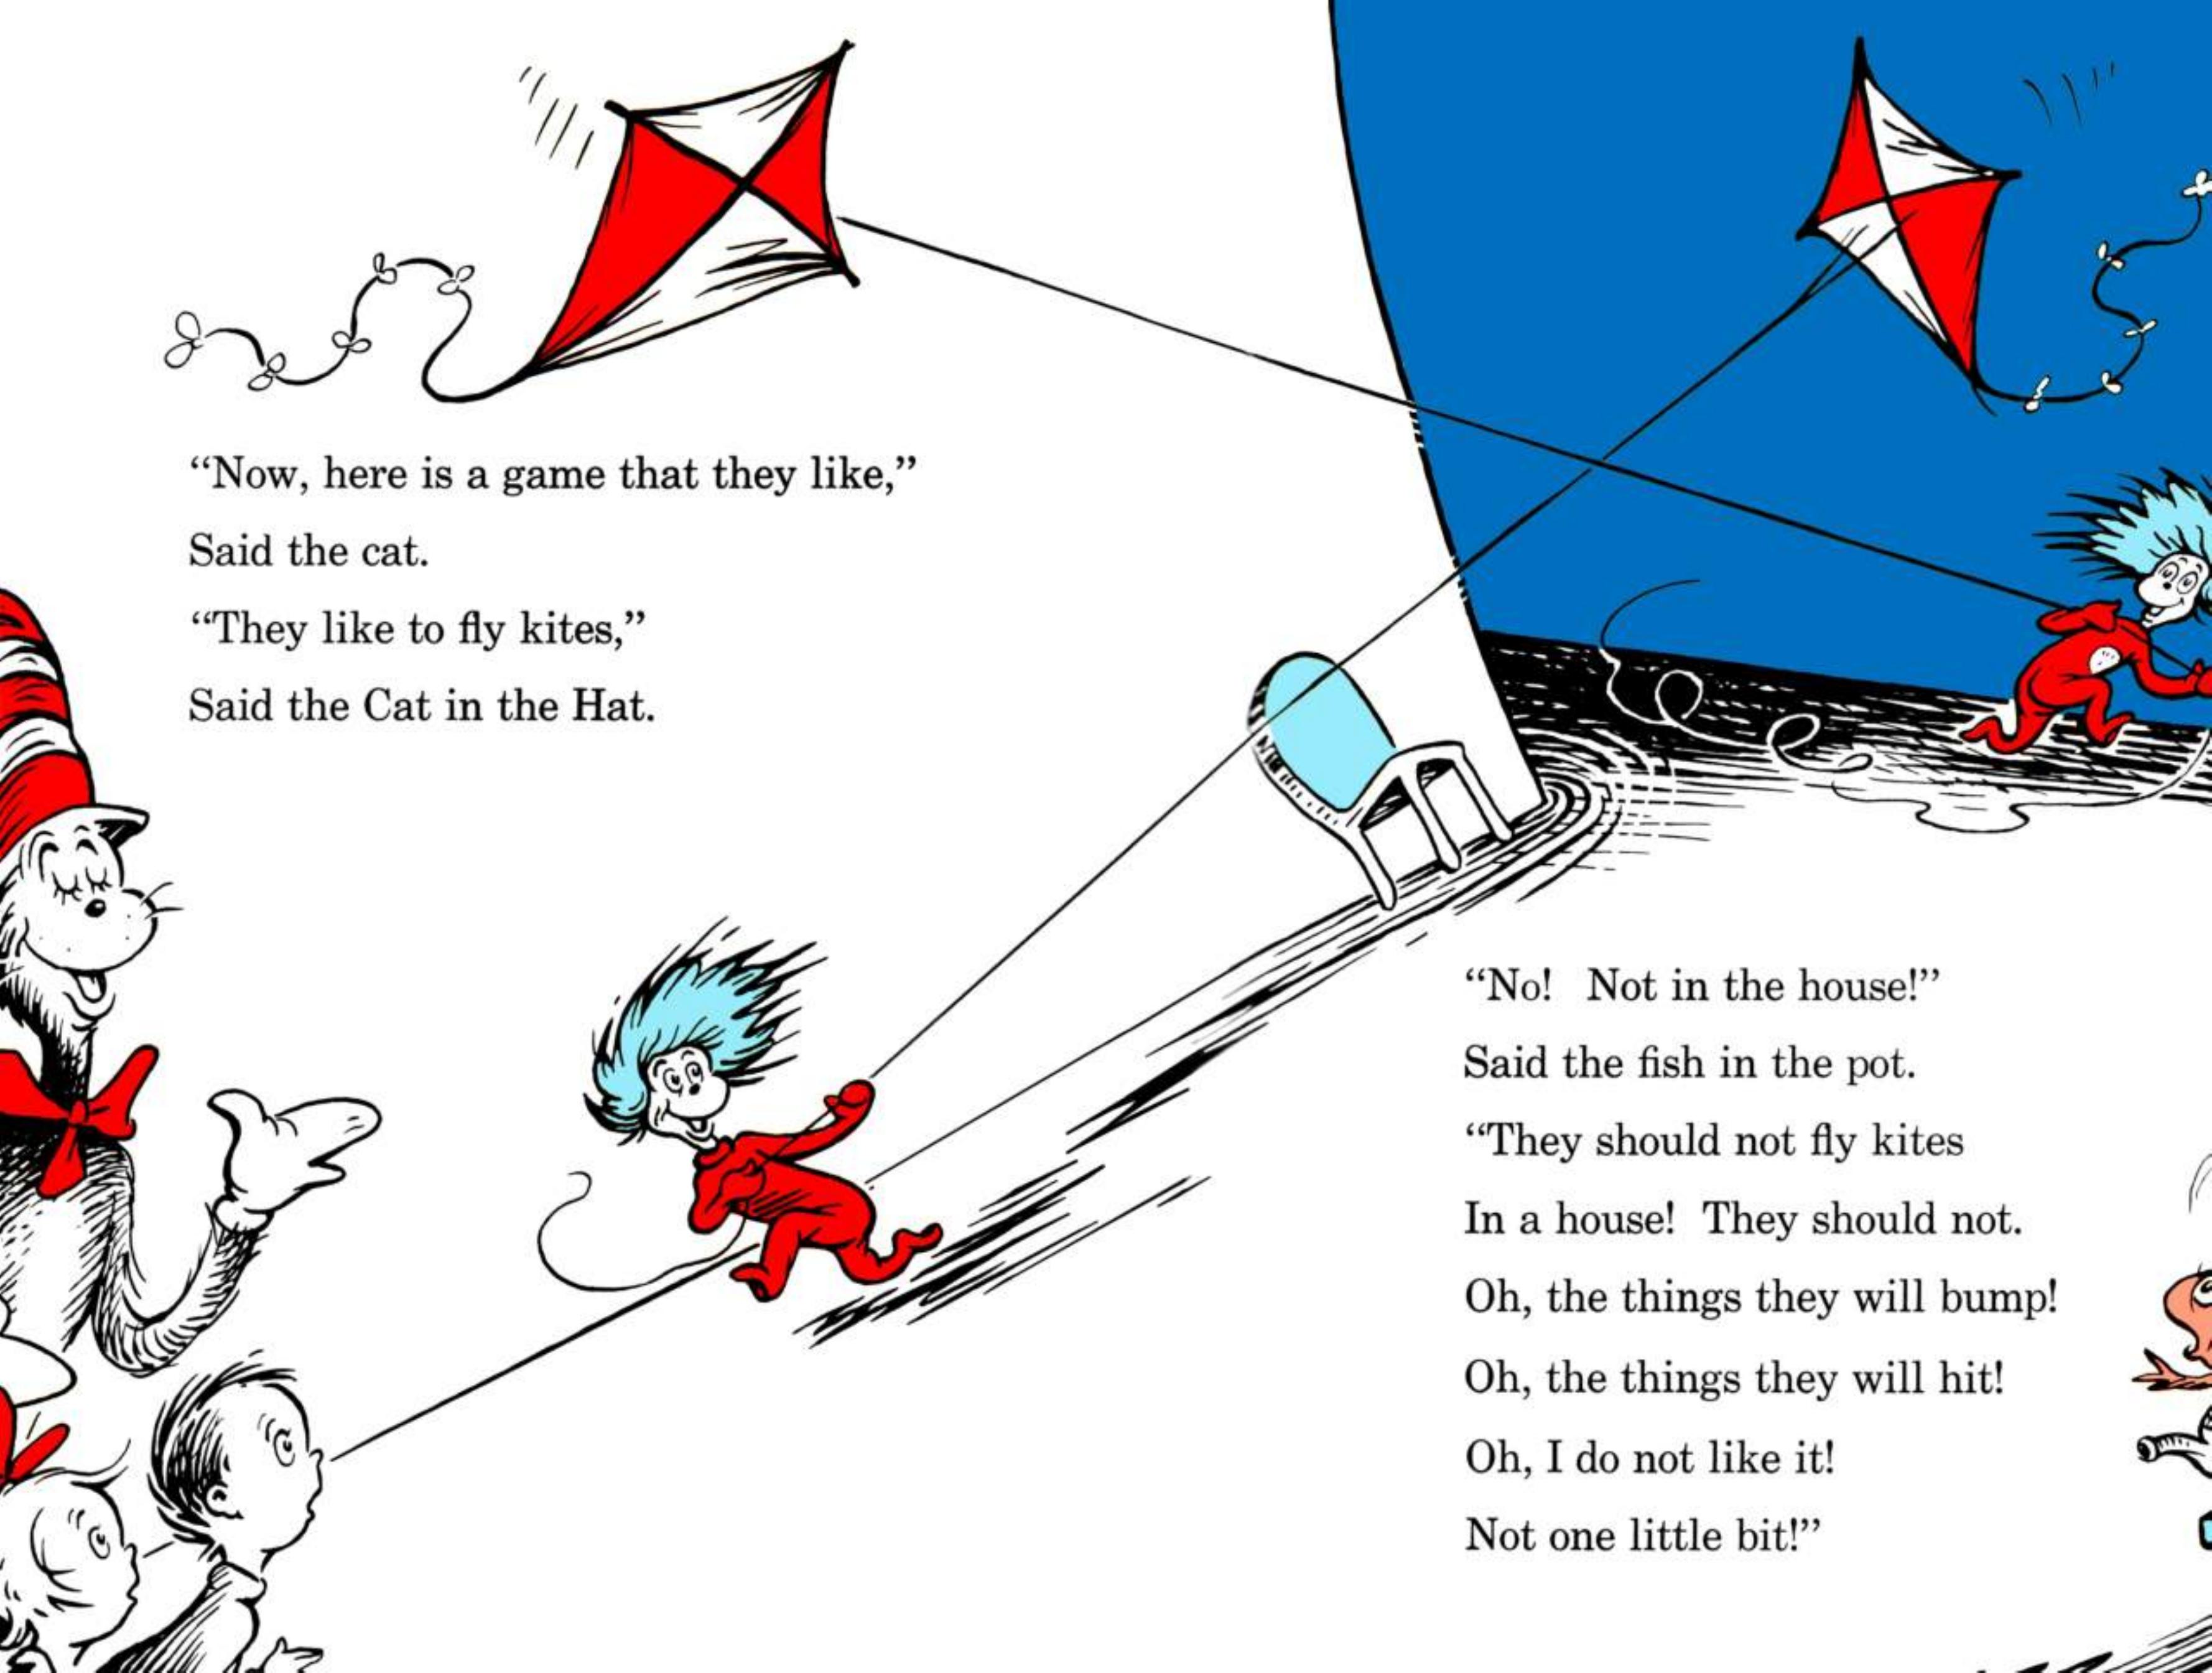 “Now, here is a game that they like,”
Said the cat.
“They like to fly kites,”
Said the Cat in the Hat.
“No! Not in the house!”
Said the fish in the pot.
“They should not fly kites
In a house! They should not.
Oh, the things they will bump!
Oh, the things they will hit!
Oh, I do not like it!
Not one little bit!”